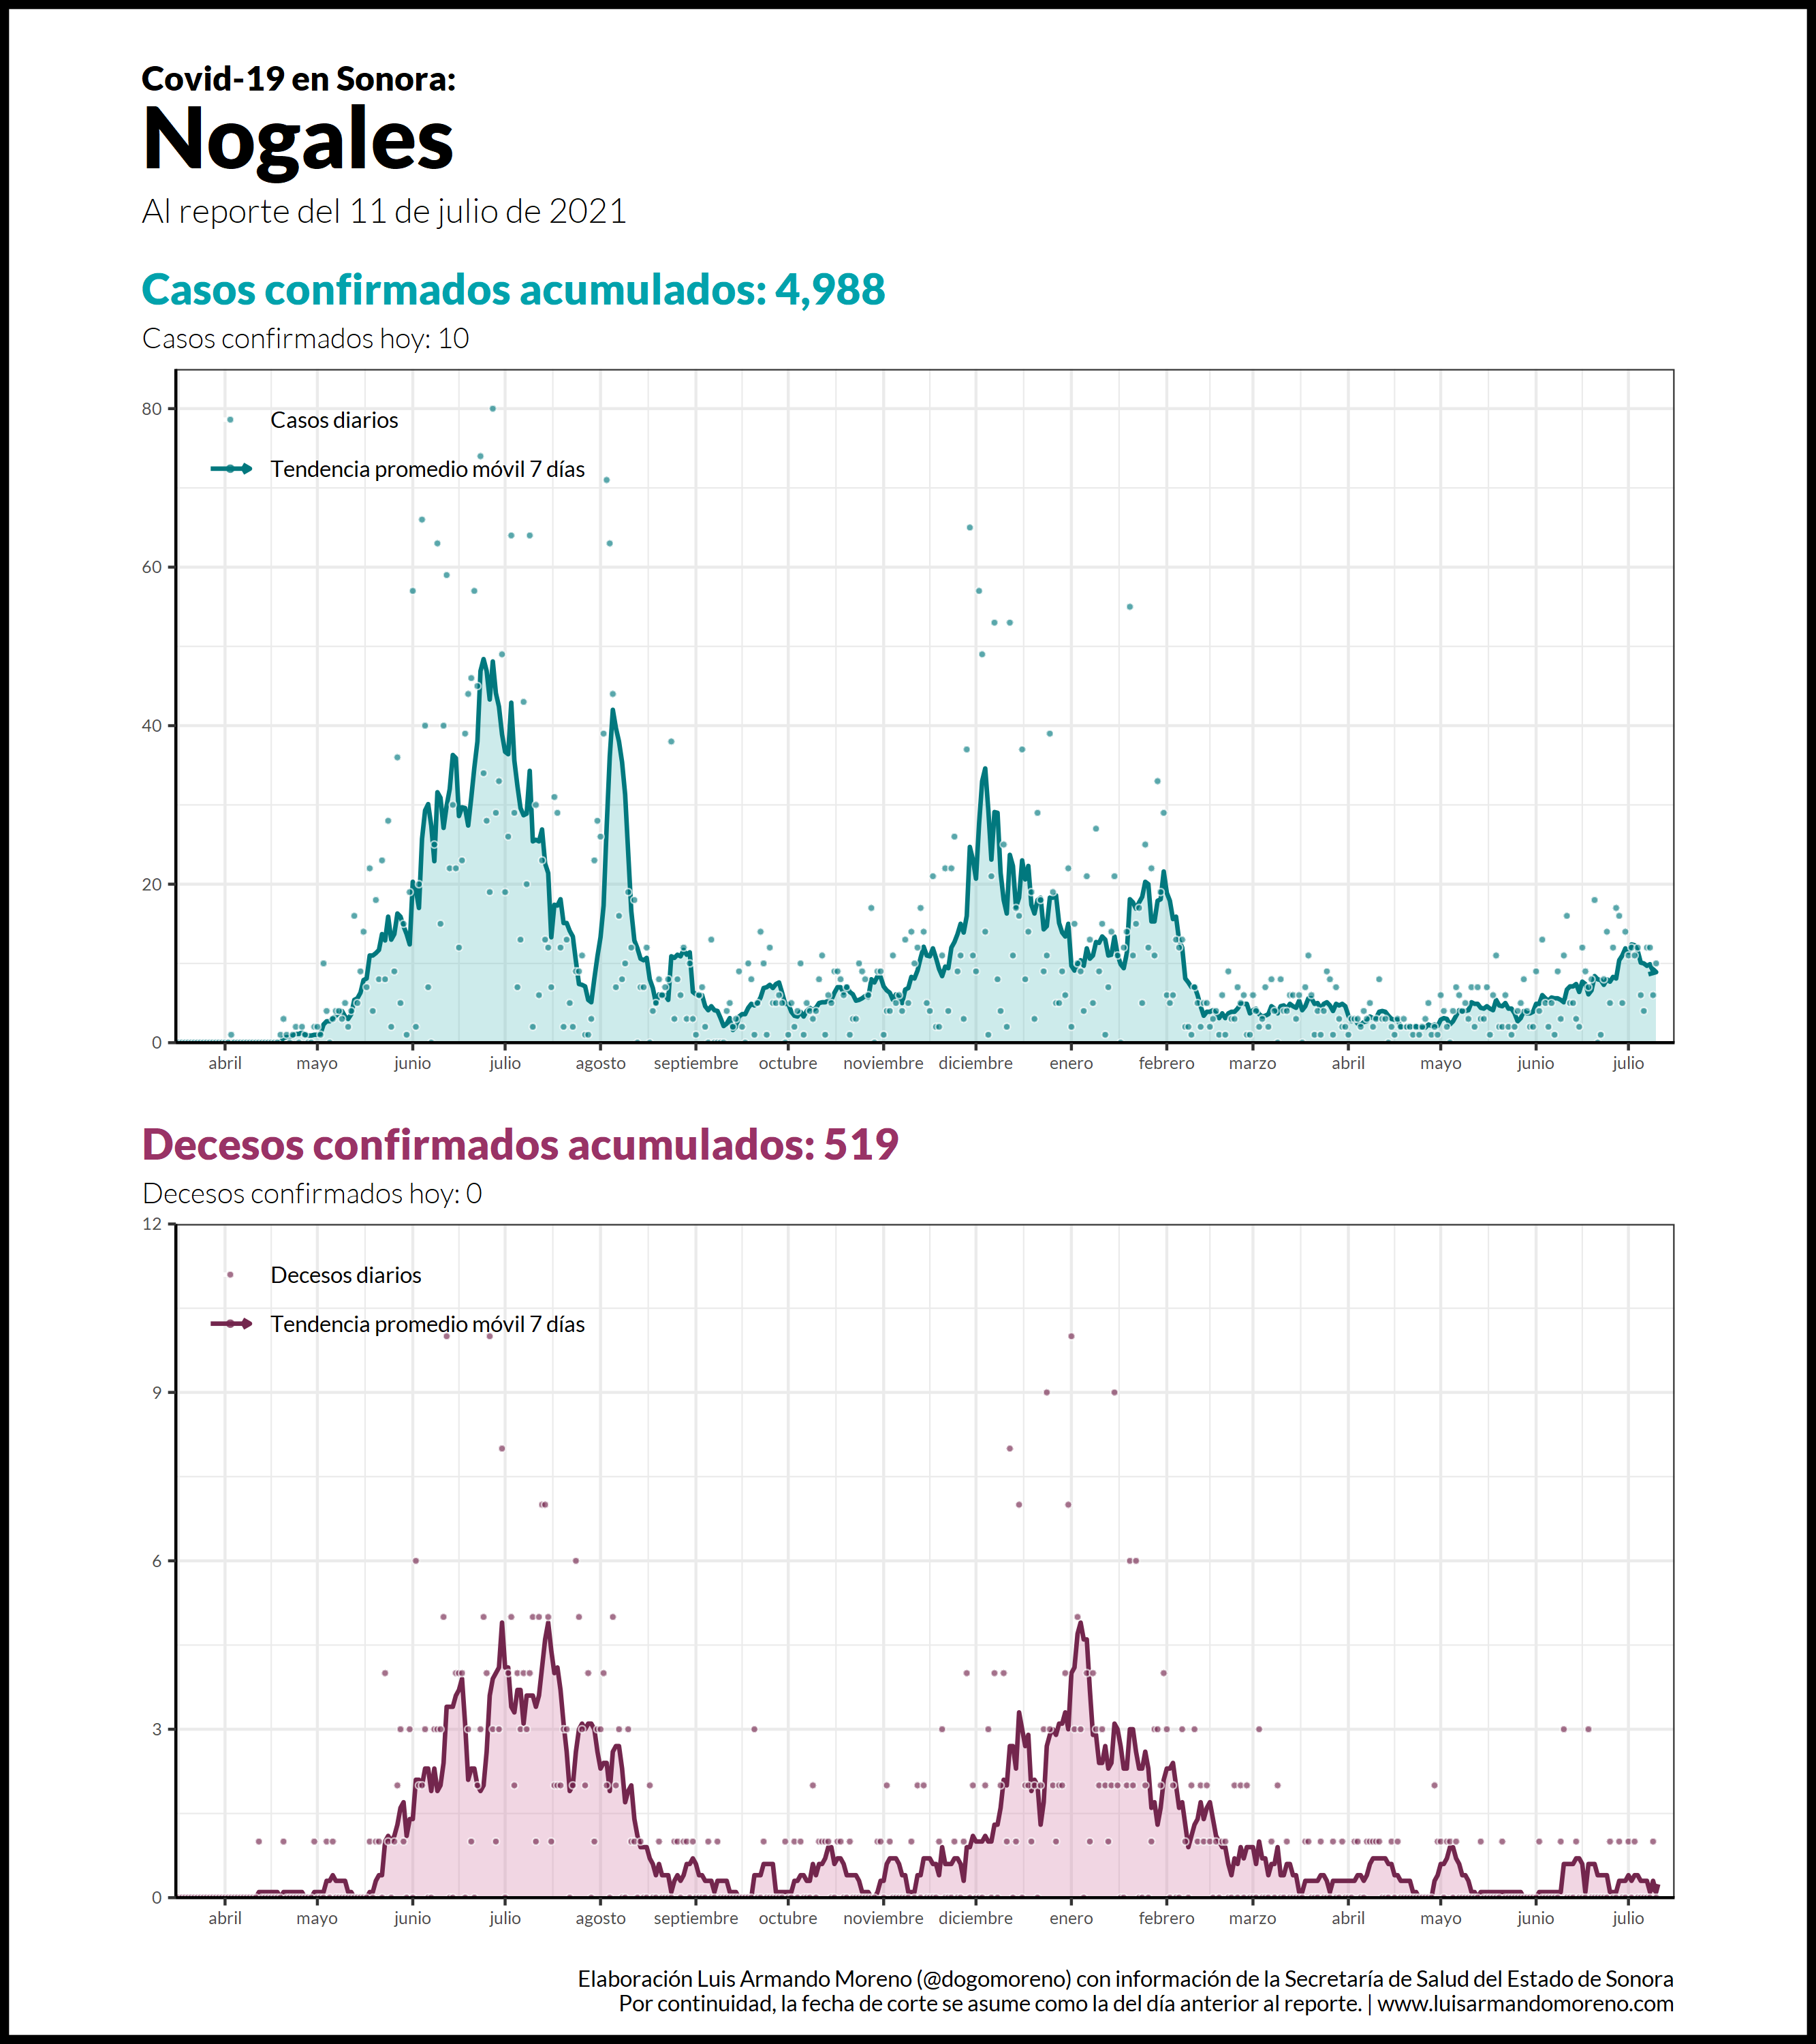 Covid-19 en Sonora:
Nogales
Al reporte del 11 de julio de 2021
Casos confirmados acumulados: 4,988
Casos confirmados hoy: 10
80
60
40
20
0
Casos diarios
Tendencia promedio móvil 7 días
abril mayo junio julio agosto septiembre octubre noviembre diciembre enero febrero marzo abril mayo junio julio
Decesos confirmados acumulados: 519
Decesos confirmados hoy: 0
12
9
6
3
0
Decesos diarios
Tendencia promedio móvil 7 días
abril mayo junio julio agosto septiembre octubre noviembre diciembre enero febrero marzo abril mayo junio julio
Elaboración Luis Armando Moreno (@dogomoreno) con información de la Secretaría de Salud del Estado de Sonora
Por continuidad, la fecha de corte se asume como la del día anterior al reporte. | www.luisarmandomoreno.com